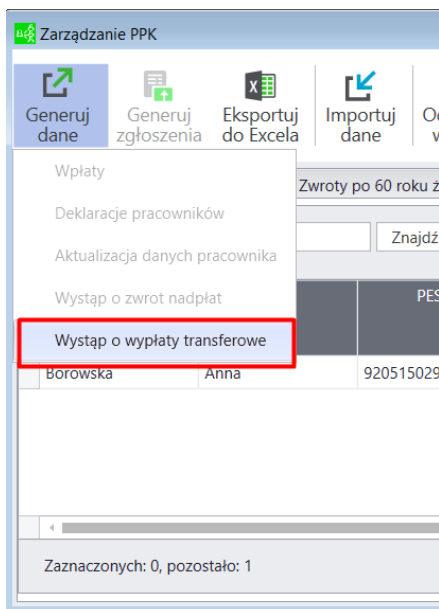 Zarządzanie PPK
Generuj dane
Generuj zgłoszenia
Eksportuj do Excela
Importuj dane
Wpłaty
Zwroty po 60 roku ż
Deklaracje pracowników
Znajdź
Aktualizacja danych pracownika
Wystąp o zwrot nadpłat
PES
Wystąp o wypłaty transferowe
Borowska Anna 920515029
Zaznaczonych: 0, pozostało: 1